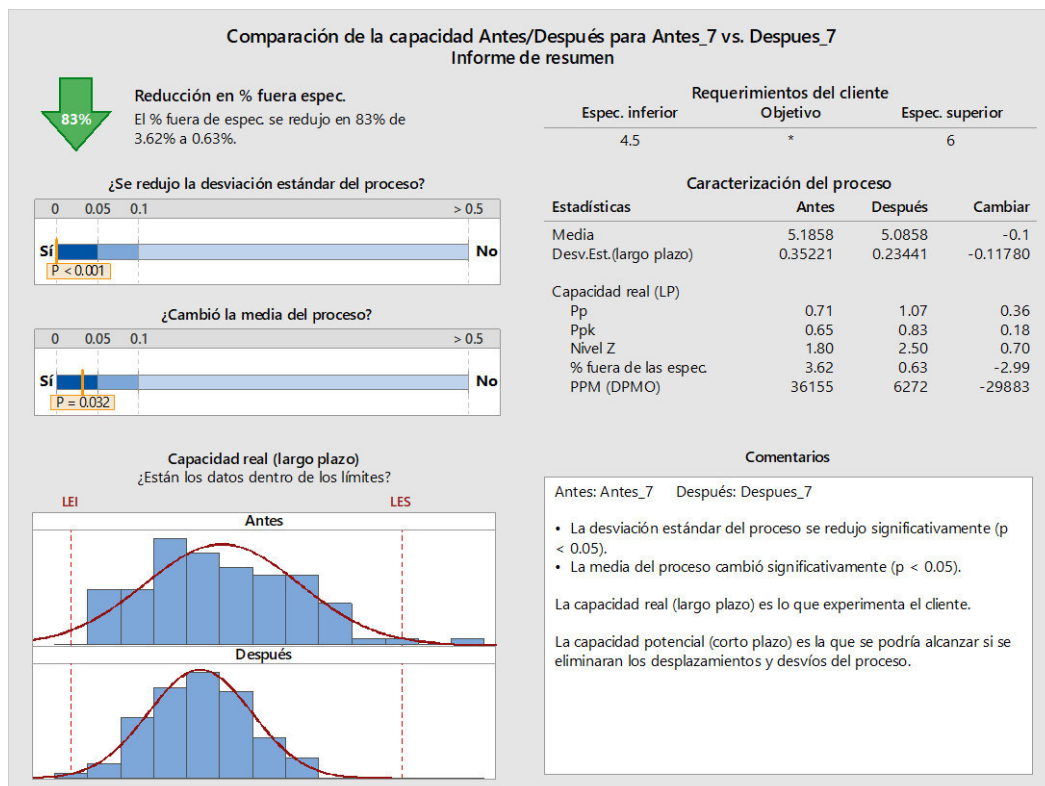 Comparación de la capacidad Antes/Después para Antes_7 vs. Despues_7
Informe de resumen
83%
Reducción en % fuera espec.
El % fuera de espec. se redujo en 83% de
3.62% a 0.63%.
Requerimientos del cliente
Espec. inferior Objetivo Espec. superior
4.5 * 6
¿Se redujo la desviación estándar del proceso?
0 0.05 0.1 > 0.5
Sí No
P < 0.001
¿Cambió la media del proceso?
0 0.05 0.1 > 0.5
Sí No
P = 0.032
Caracterización del proceso
Estadísticas Antes Después Cambiar
Media 5.1858 5.0858 -0.1
Desv.Est.(largo plazo) 0.35221 0.23441 -0.11780
Capacidad real (LP)
Pp 0.71 1.07 0.36
Ppk 0.65 0.83 0.18
Nivel Z 1.80 2.50 0.70
% fuera de las espec. 3.62 0.63 -2.99
PPM (DPMO) 36155 6272 -29883
Capacidad real (largo plazo)
¿Están los datos dentro de los límites?
LEI LES
Antes
Después
Comentarios
Antes: Antes_7 Después: Despues_7
• La desviación estándar del proceso se redujo significativamente (p
< 0.05).
• La media del proceso cambió significativamente (p < 0.05).
La capacidad real (largo plazo) es lo que experimenta el cliente.
La capacidad potencial (corto plazo) es la que se podría alcanzar si se
eliminaran los desplazamientos y desvíos del proceso.